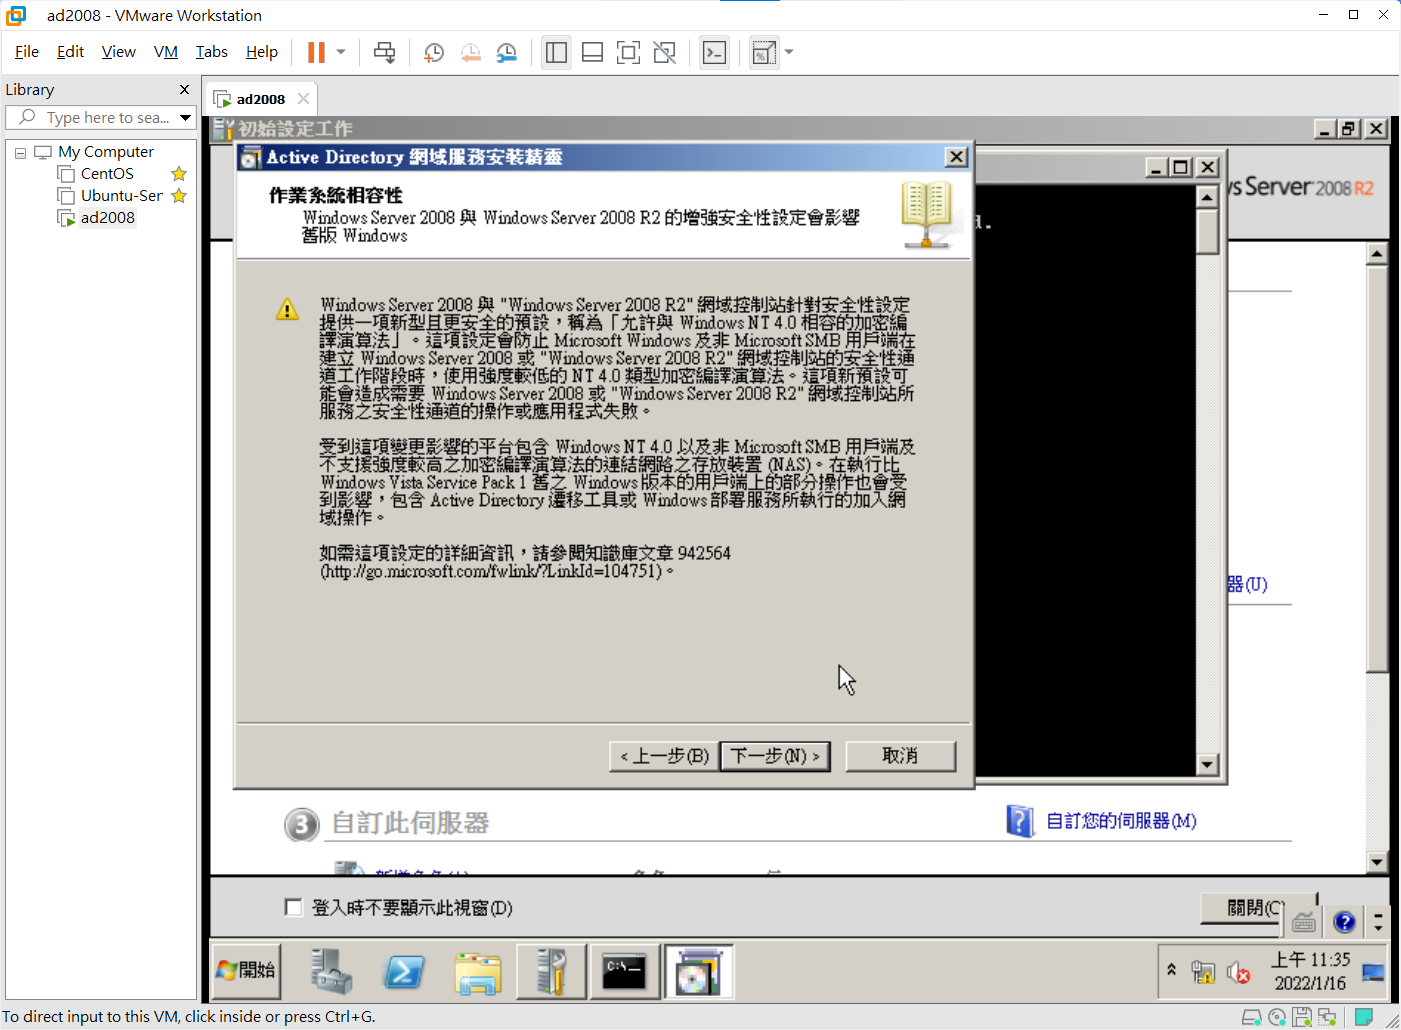 ad2008 - VMware Workstation
File Edit View VM Tabs Help
Library
Type here to sea...
My Computer
CentOS
Ubuntu-Ser
ad2008
ad2008
初始設定工作
Active Directory 網域服務安裝精靈
作業系統相容性
Windows Server 2008 與 Windows Server 2008 R2 的增強安全性設定會影響
舊版 Windows
Windows Server 2008 與 "Windows Server 2008 R2" 網域控制站針對安全性設定
提供一項新型且更安全的預設，稱為「允許與 Windows NT 4.0 相容的加密編
譯演算法」。這項設定會防止 Microsoft Windows 及非 Microsoft SMB 用戶端在
建立 Windows Server 2008 或 "Windows Server 2008 R2" 網域控制站的安全性通
道工作階段時，使用強度較低的 NT 4.0 類型加密編譯演算法。這項新預設可
能會造成需要 Windows Server 2008 或 "Windows Server 2008 R2" 網域控制站所
服務之安全性通道的操作或應用程式失敗。
受到這項變更影響的平台包含 Windows NT 4.0 以及非 Microsoft SMB 用戶端及
不支援強度較高之加密編譯演算法的連結網路之存放裝置 (NAS)。在執行比
Windows Vista Service Pack 1 舊之 Windows 版本的用戶端上的部分操作也會受
到影響，包含 Active Directory 遷移工具或 Windows 部署服務所執行的加入網
域操作。
如需這項設定的詳細資訊，請參閱知識庫文章 942564
(http://go.microsoft.com/fwlink/?LinkId=104751)。
< 上一步(B) 下一步(N) > 取消
d.
ws Server 2008 R2
器(U)
3 自訂此伺服器
自訂您的伺服器(M)
登入時不要顯示此視窗(D)
關閉(C
開始
C:\_
上午 11:35
2022/1/16
To direct input to this VM, click inside or press Ctrl+G.